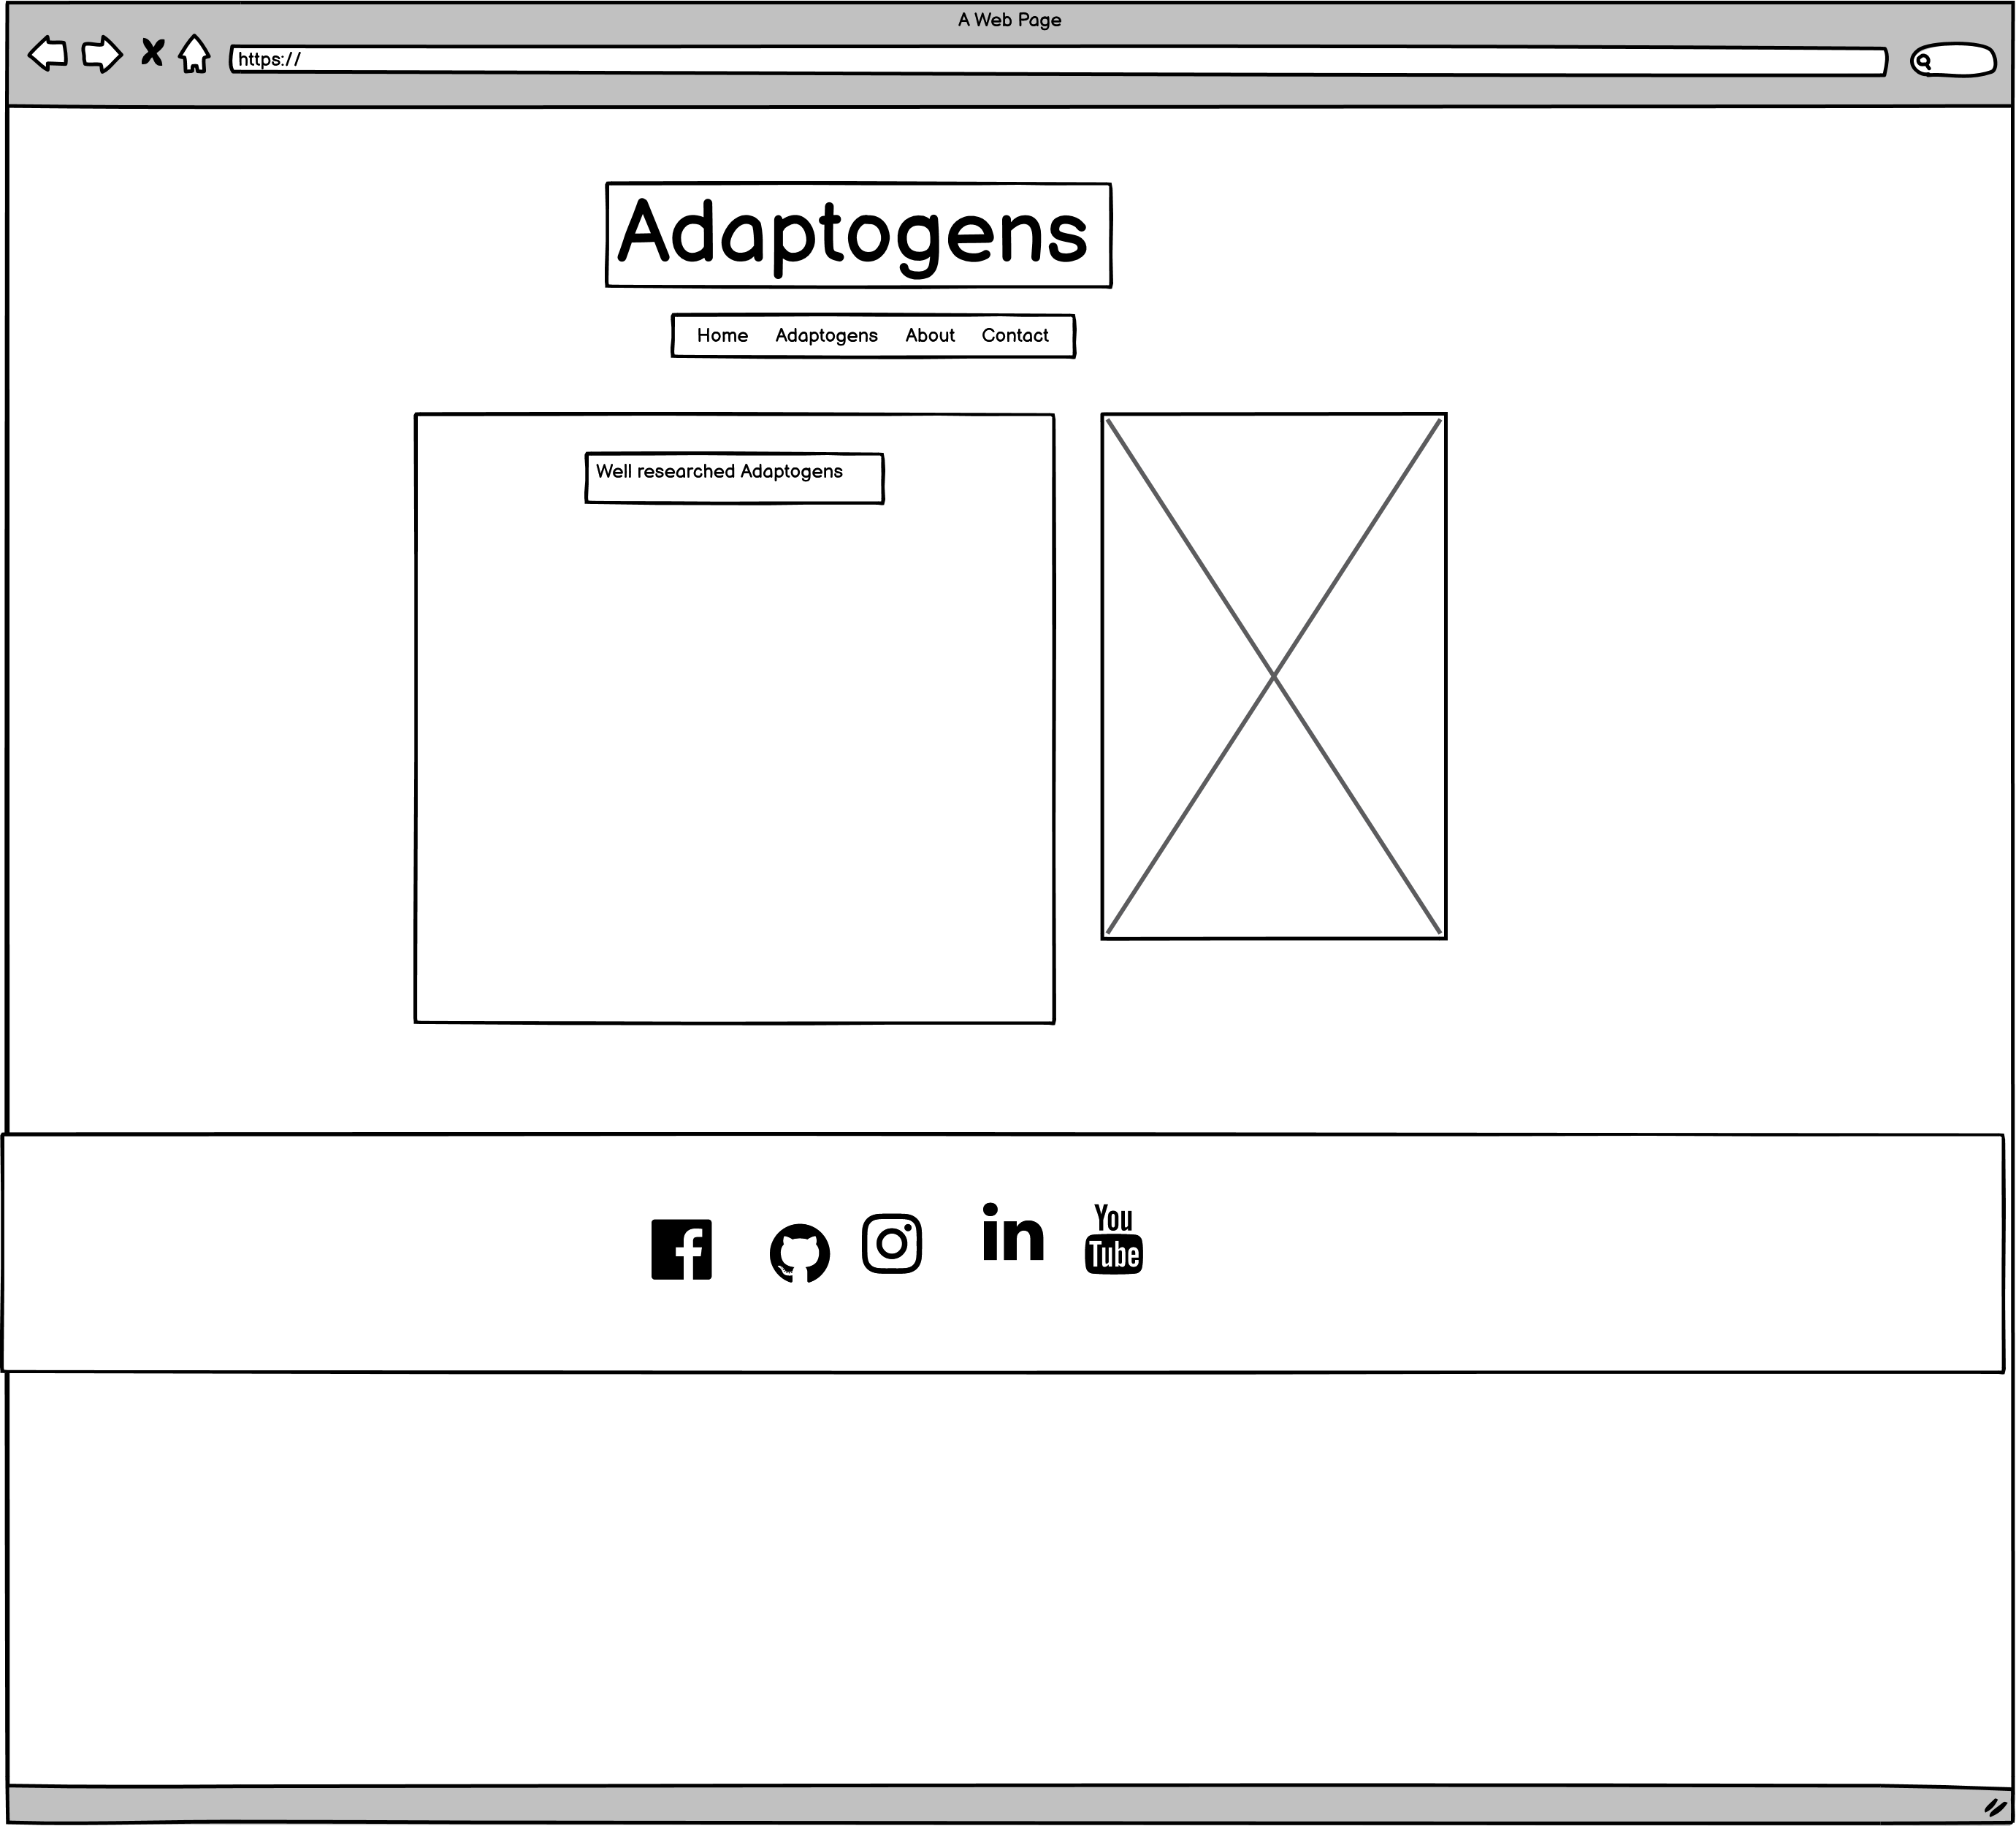 A Web Page
https://
Adaptogens
Home Adaptogens About Contact
Well researched Adaptogens
f
in
You
Tube